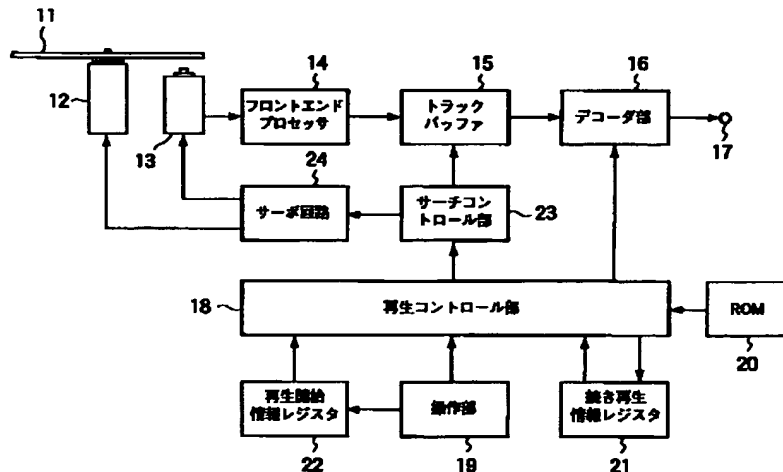 11
12
13
14
フロントエンド
プロセッサ
15
トラック
バッファ
16
デコーダ部
17
24
サーボ回路
サーチコン
トロール部
23
18
再生コントロール部
ROM
20
再生開始
情報レジスタ
22
操作部
19
続き再生
情報レジスタ
21